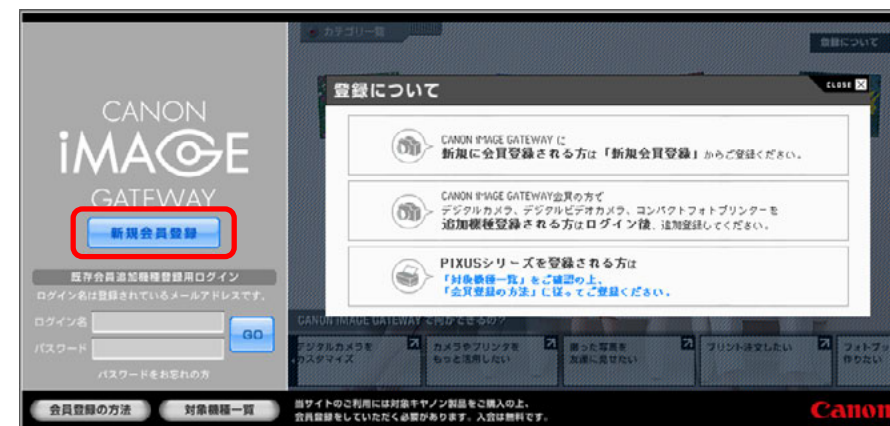 カテゴリー一覧
登録について
CANON
iMAGE
GATEWAY
新規会員登録
既存会員追加機種登録用ログイン
ログイン名は登録されているメールアドレスです。
ログイン名
パスワード
GO
パスワードをお忘れの方
会員登録の方法
対象機種一覧
登録について
CLOSE
CANON iMAGE GATEWAY に
新規に会員登録される方は「新規会員登録」からご登録ください。
CANON iMAGE GATEWAY会員の方で
デジタルカメラ、デジタルビデオカメラ、コンパクトフォトプリンターを
追加機種登録される方はログイン後、追加登録してください。
PIXUSシリーズを登録される方は
「対象機種一覧」をご確認の上、
「会員登録の方法」に従ってご登録ください。
CANON iMAGE GATEWAY で何ができるの?
デジタルカメラを
カスタマイズ
カメラやプリンタを
もっと活用したい
撮った写真を
友達に見せたい
プリント注文したい
フォトブッ
作りたい
当サイトのご利用には対象キヤノン製品をご購入の上、
会員登録をしていただく必要があります。入会は無料です。
Canon